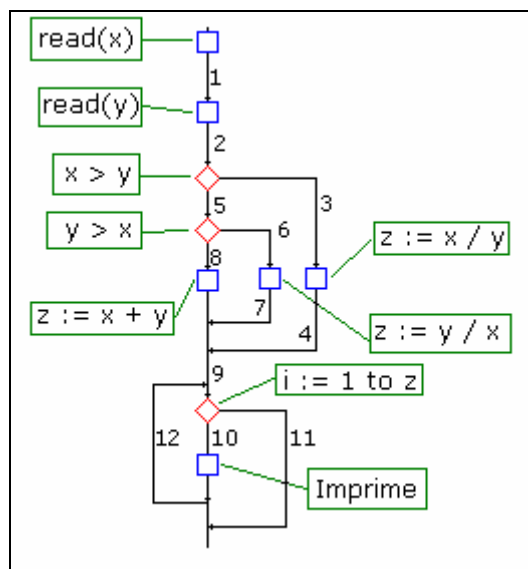 read(x)
1
read(y)
2
x > y
5
3
y > x
6
8
z := x / y
z := x + y
7
4
z := y / x
9
i := 1 to z
12
10
11
Imprime